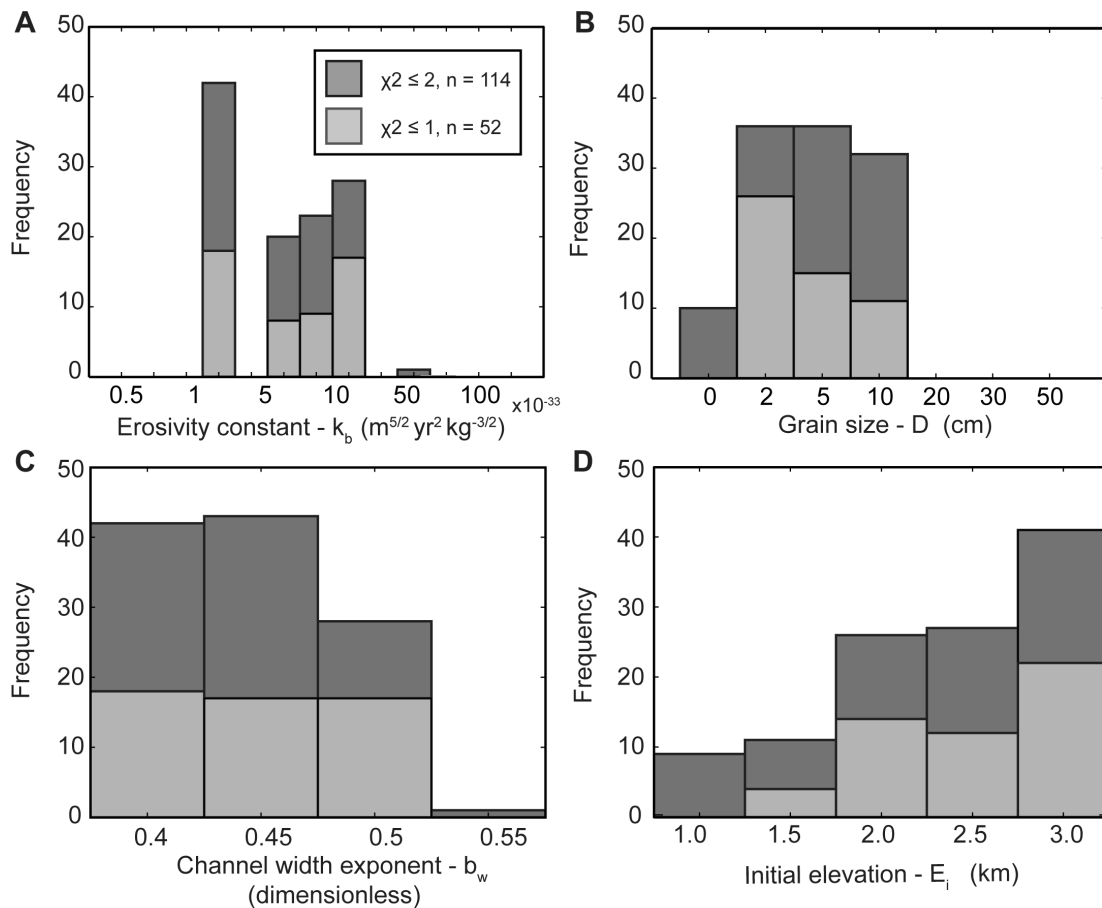 A
50
40
30
20
10
0
Frequency
χ2 ≤ 2, n = 114
χ2 ≤ 1, n = 52
0.5 1 5 10 50 100
x10-33
Erosivity constant - kb (m5/2 yr2 kg-3/2)
B
50
40
30
20
10
0
Frequency
0 2 5 10 20 30 50
Grain size - D (cm)
C
50
40
30
20
10
0
Frequency
0.4 0.45 0.5 0.55
Channel width exponent - bw
(dimensionless)
D
50
40
30
20
10
0
Frequency
1.0 1.5 2.0 2.5 3.0
Initial elevation - Ei (km)